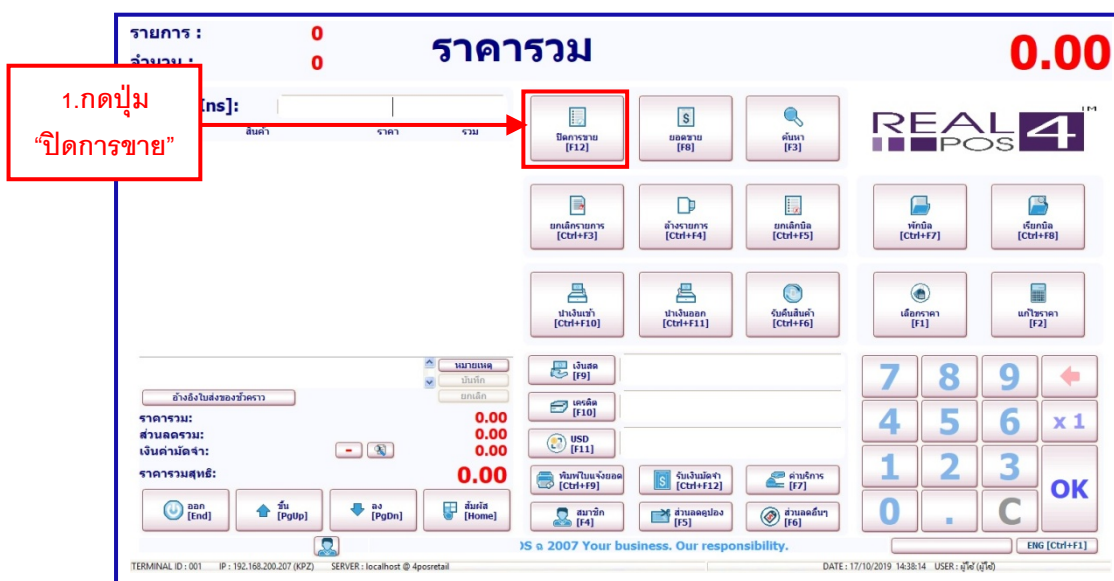 รายการ : 0
จำนวน : 0
ราคารวม
0.00
1.กดปุ่ม
“ปิดการขาย”
[Ins]:
สินค้า ราคา รวม
ปิดการขาย
[F12]
ยอดขาย
[F8]
ค้นหา
[F3]
REAL 4 TM
POS
ยกเลิกรายการ
[Ctrl+F3]
ล้างรายการ
[Ctrl+F4]
ยกเลิกบิล
[Ctrl+F5]
พักบิล
[Ctrl+F7]
เรียกบิล
[Ctrl+F8]
นำเงินเข้า
[Ctrl+F10]
นำเงินออก
[Ctrl+F11]
รับคืนสินค้า
[Ctrl+F6]
เลือกราคา
[F1]
แก้ไขราคา
[F2]
หมายเหตุ
บันทึก
ยกเลิก
อ้างอิงใบส่งของชั่วคราว
ราคารวม: 0.00
ส่วนลดรวม: 0.00
เงินค่ามัดจำ: - 0.00
ราคารวมสุทธิ: 0.00
เงินสด
[F9]
เครดิต
[F10]
USD
[F11]
7 8 9
4 5 6 x 1
1 2 3 OK
0 . C
พิมพ์ใบแจ้งยอด
[Ctrl+F9]
รับเงินมัดจำ
[Ctrl+F12]
ค่าบริการ
[F7]
ออก
[End]
ขึ้น
[PgUp]
ลง
[PgDn]
สัมผัส
[Home]
สมาชิก
[F4]
ส่วนลดคูปอง
[F5]
ส่วนลดอื่นๆ
[F6]
OS ฉ 2007 Your business. Our responsibility.
ENG [Ctrl+F1]
TERMINAL ID : 001 IP : 192.168.200.207 (KPZ) SERVER : localhost @ 4posretail DATE : 17/10/2019 14:38:14 USER : ผู้ใช้ (ผู้ใช้)